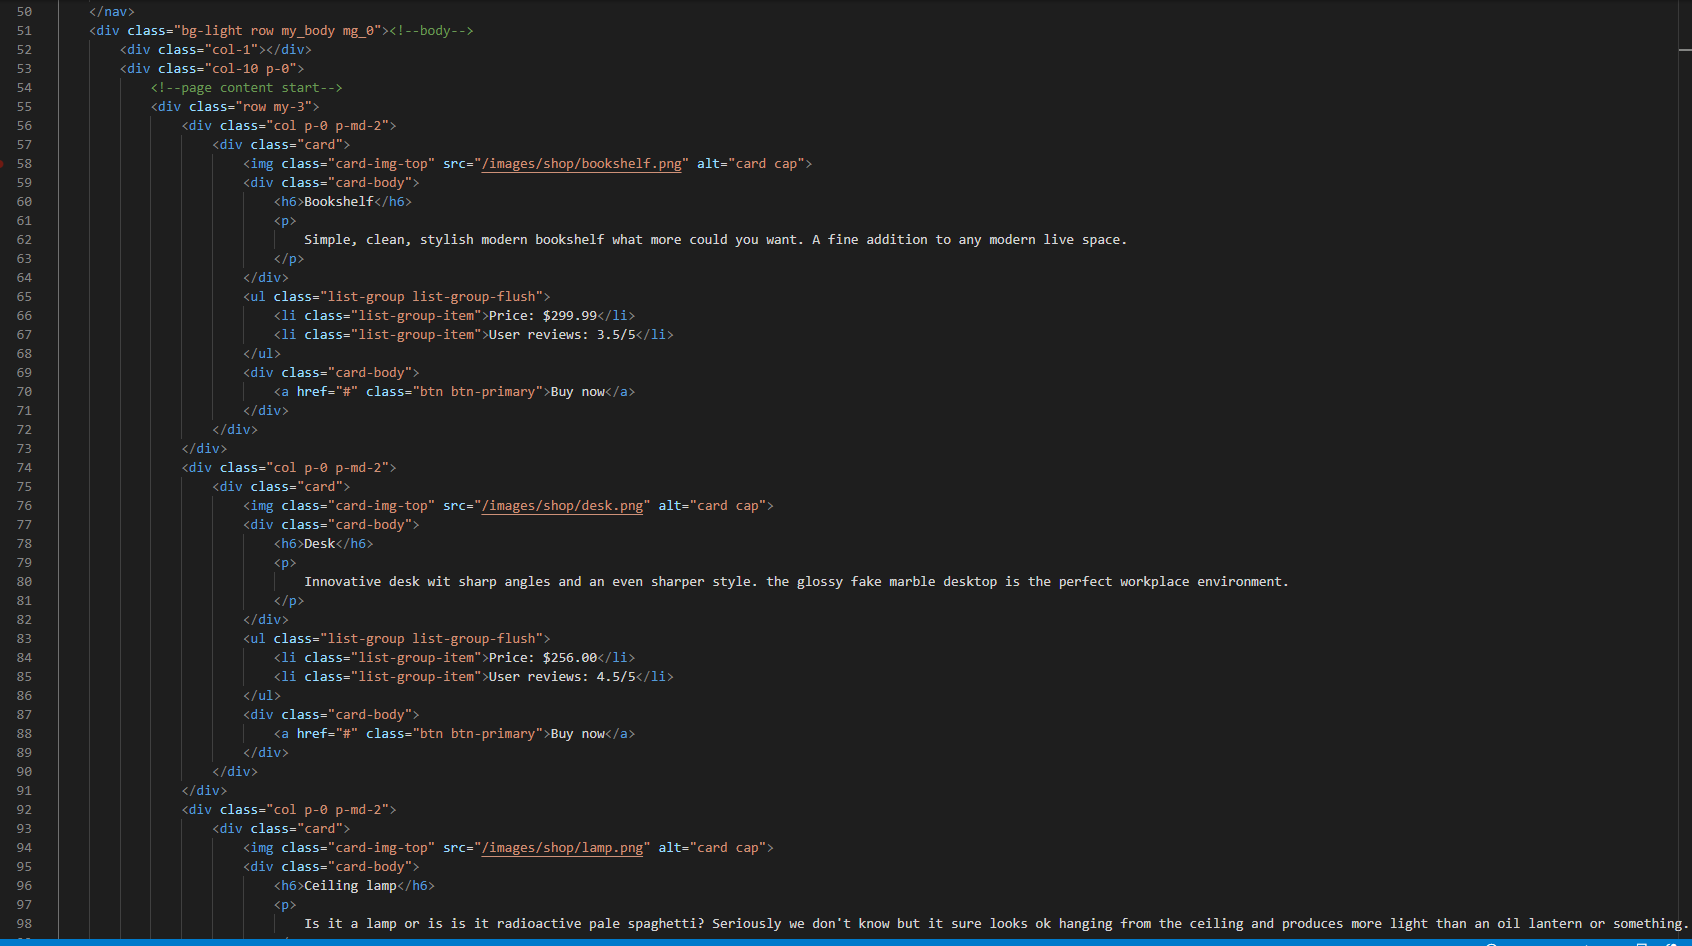 50 </nav>
51 <div class="bg-light row my_body mg_0"><!--body-->
52 <div class="col-1"></div>
53 <div class="col-10 p-0">
54 <!--page content start-->
55 <div class="row my-3">
56 <div class="col p-0 p-md-2">
57 <div class="card">
58 <img class="card-img-top" src="/images/shop/bookshelf.png" alt="card cap">
59 <div class="card-body">
60 <h6>Bookshelf</h6>
61 <p>
62 Simple, clean, stylish modern bookshelf what more could you want. A fine addition to any modern live space.
63 </p>
64 </div>
65 <ul class="list-group list-group-flush">
66 <li class="list-group-item">Price: $299.99</li>
67 <li class="list-group-item">User reviews: 3.5/5</li>
68 </ul>
69 <div class="card-body">
70 <a href="#" class="btn btn-primary">Buy now</a>
71 </div>
72 </div>
73 </div>
74 <div class="col p-0 p-md-2">
75 <div class="card">
76 <img class="card-img-top" src="/images/shop/desk.png" alt="card cap">
77 <div class="card-body">
78 <h6>Desk</h6>
79 <p>
80 Innovative desk wit sharp angles and an even sharper style. the glossy fake marble desktop is the perfect workplace environment.
81 </p>
82 </div>
83 <ul class="list-group list-group-flush">
84 <li class="list-group-item">Price: $256.00</li>
85 <li class="list-group-item">User reviews: 4.5/5</li>
86 </ul>
87 <div class="card-body">
88 <a href="#" class="btn btn-primary">Buy now</a>
89 </div>
90 </div>
91 </div>
92 <div class="col p-0 p-md-2">
93 <div class="card">
94 <img class="card-img-top" src="/images/shop/lamp.png" alt="card cap">
95 <div class="card-body">
96 <h6>Ceiling lamp</h6>
97 <p>
98 Is it a lamp or is is it radioactive pale spaghetti? Seriously we don't know but it sure looks ok hanging from the ceiling and produces more light than an oil lantern or something.